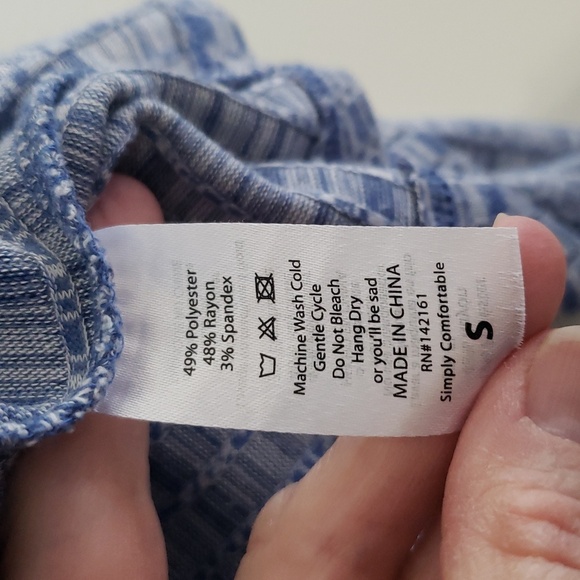 49% Polyester
48% Rayon
3% Spandex
Machine Wash Cold
Gentle Cycle
Do Not Bleach
Hang Dry
or you'll be sad
MADE IN CHINA
RN#142161
Simply Comfortable
S